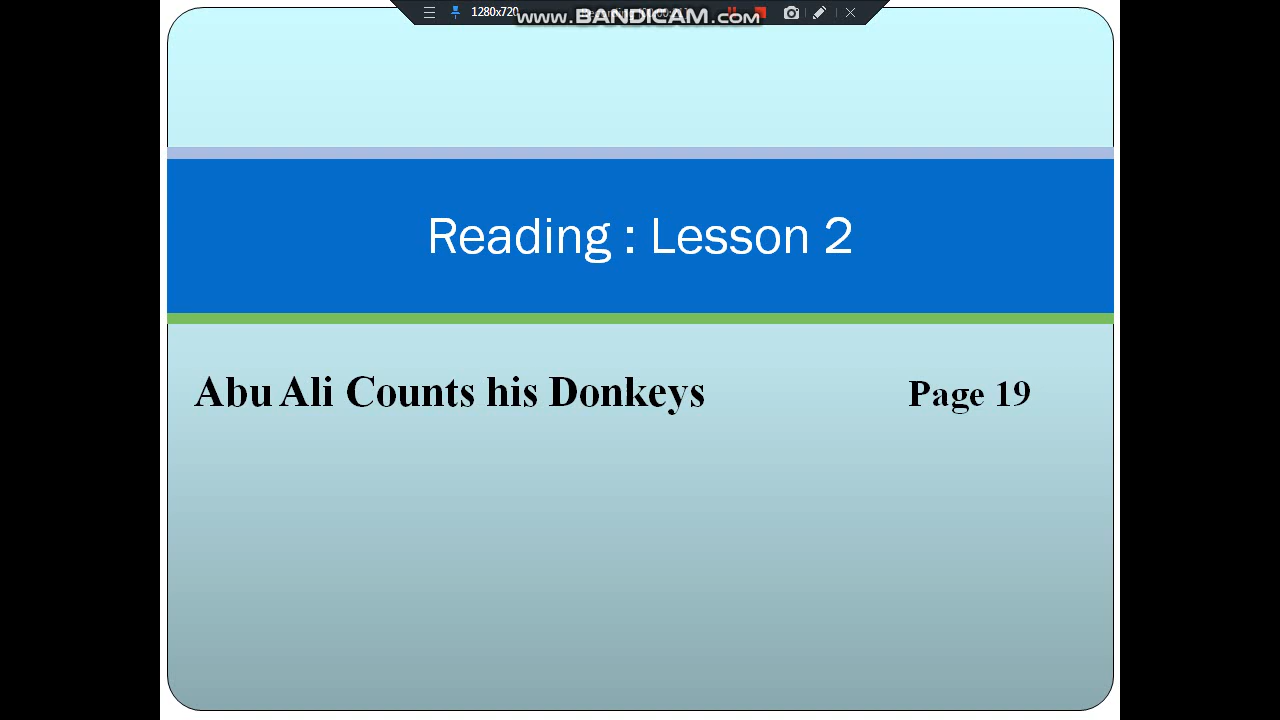 1280x720
www.BANDICAM.com
Reading : Lesson 2
Abu Ali Counts his Donkeys Page 19